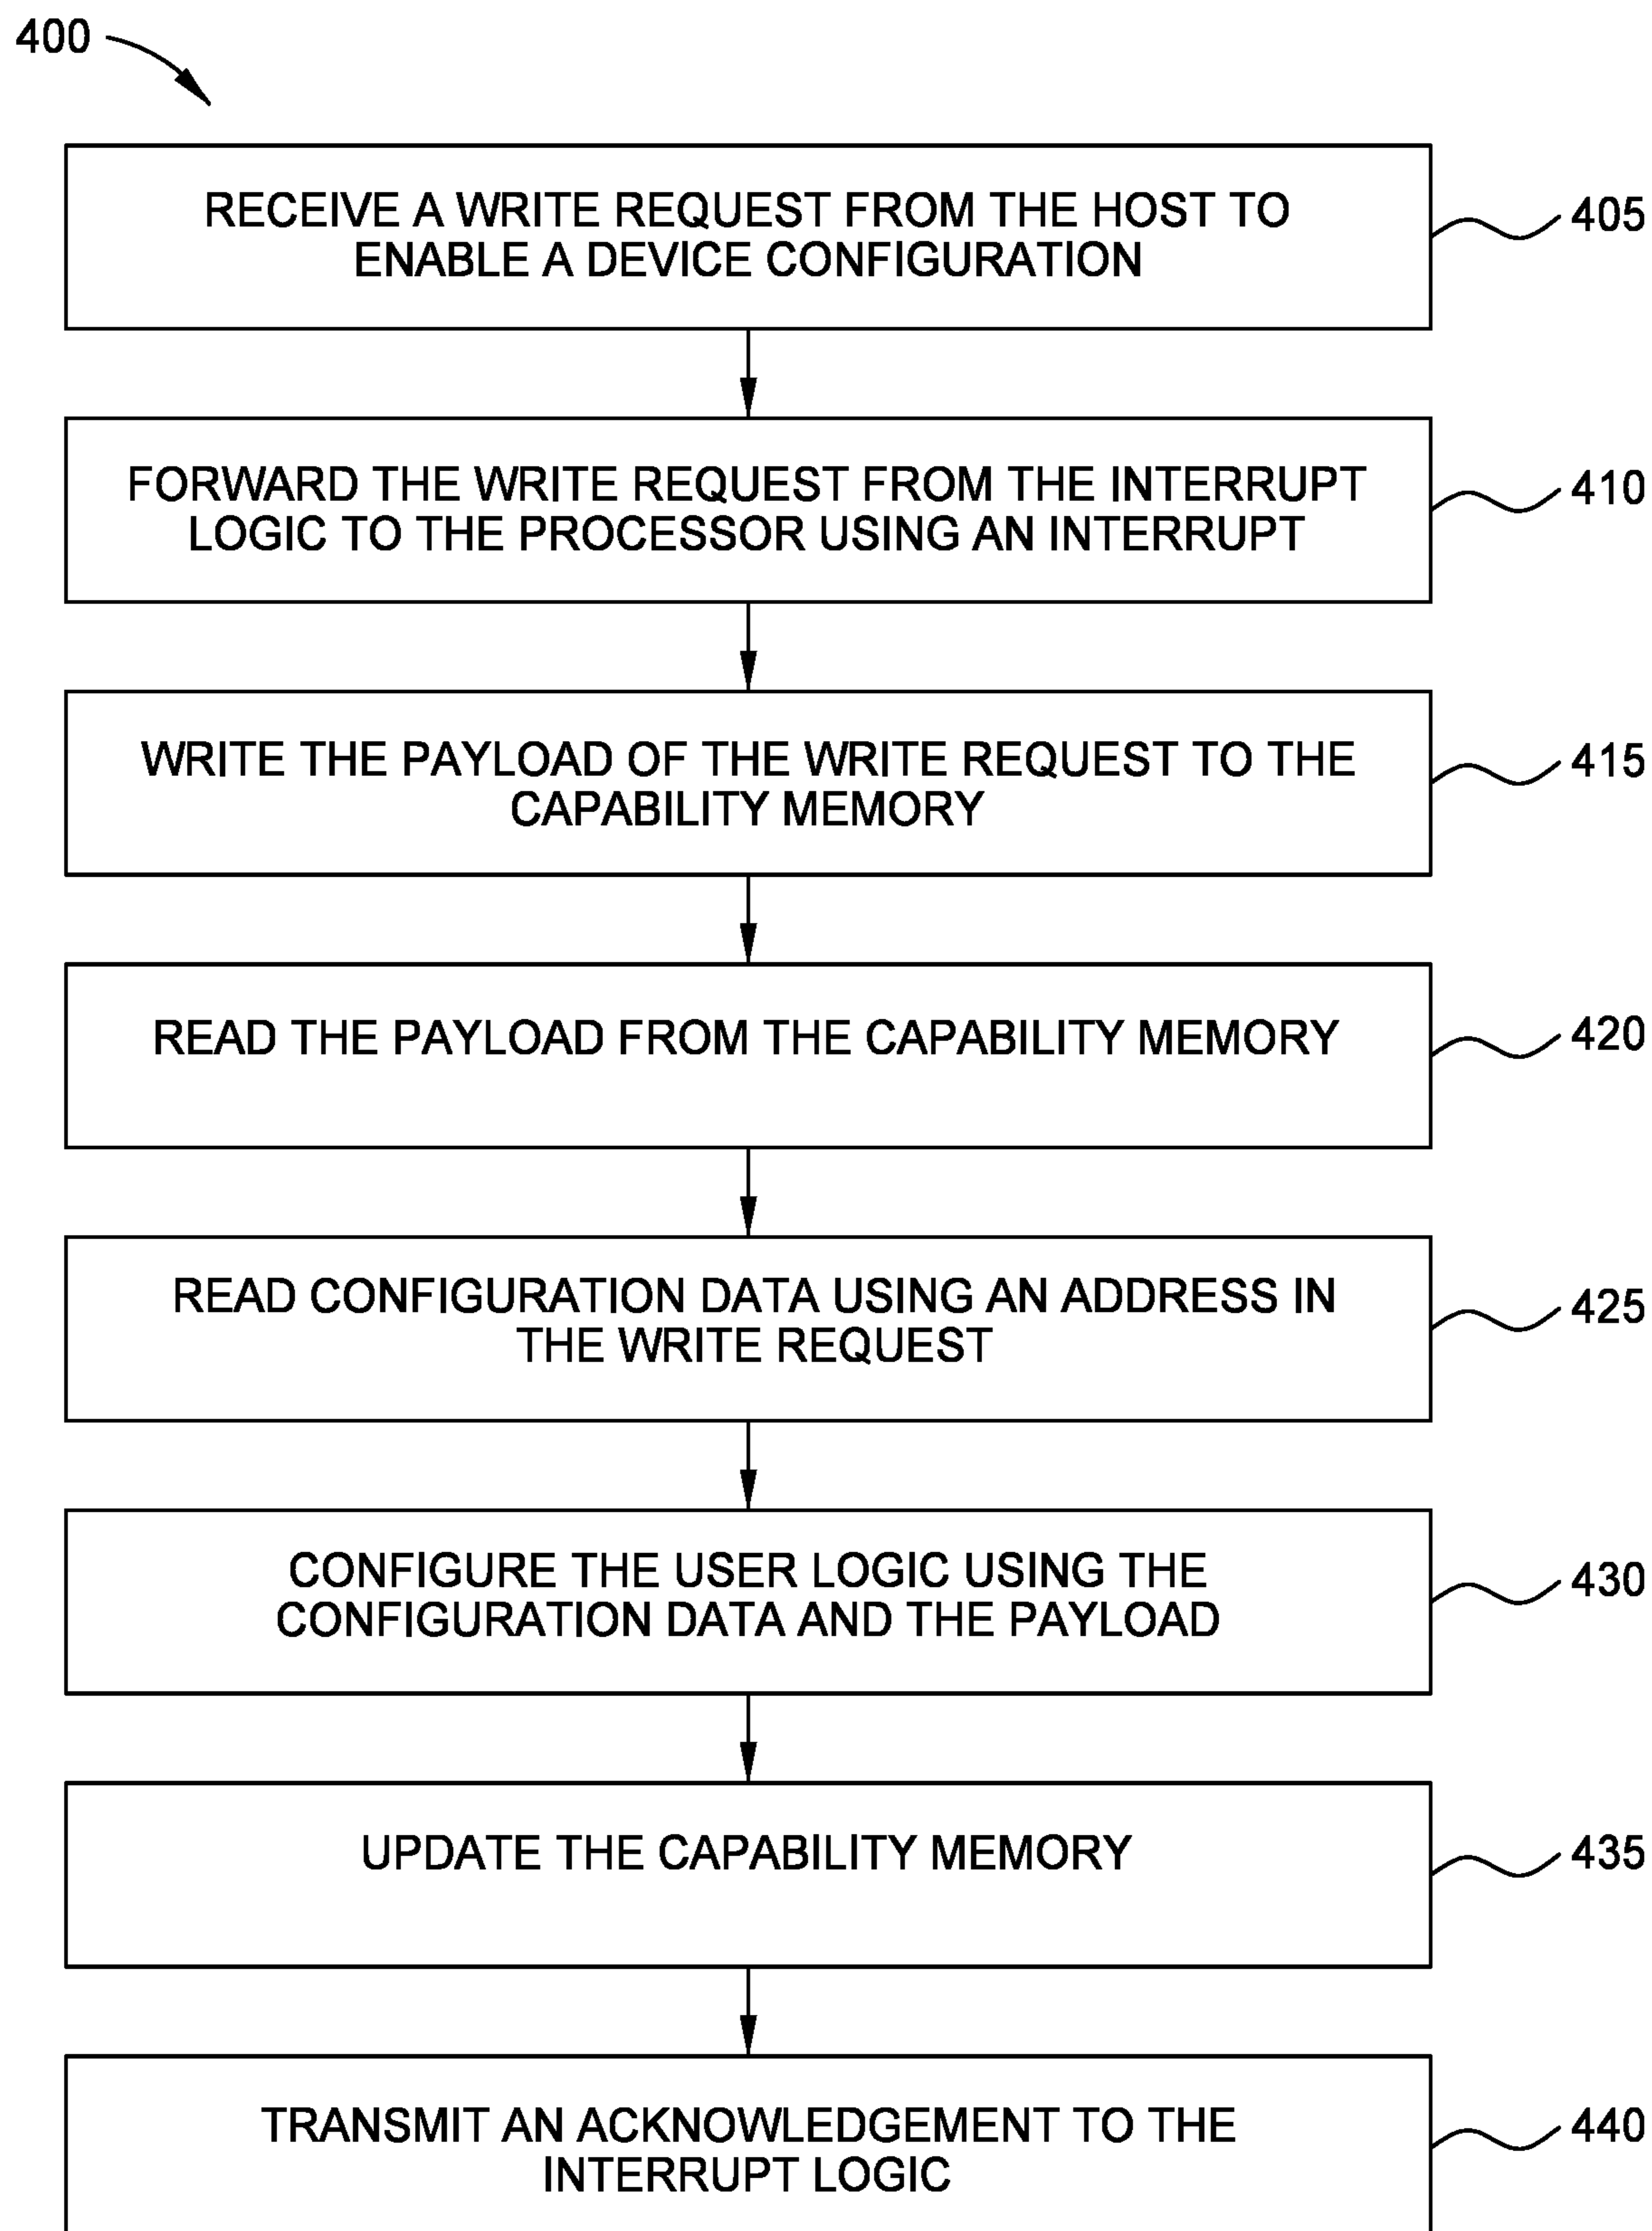 400
RECEIVE A WRITE REQUEST FROM THE HOST TO
ENABLE A DEVICE CONFIGURATION
405
FORWARD THE WRITE REQUEST FROM THE INTERRUPT
LOGIC TO THE PROCESSOR USING AN INTERRUPT
410
WRITE THE PAYLOAD OF THE WRITE REQUEST TO THE
CAPABILITY MEMORY
415
READ THE PAYLOAD FROM THE CAPABILITY MEMORY
420
READ CONFIGURATION DATA USING AN ADDRESS IN
THE WRITE REQUEST
425
CONFIGURE THE USER LOGIC USING THE
CONFIGURATION DATA AND THE PAYLOAD
430
UPDATE THE CAPABILITY MEMORY
435
TRANSMIT AN ACKNOWLEDGEMENT TO THE
INTERRUPT LOGIC
440